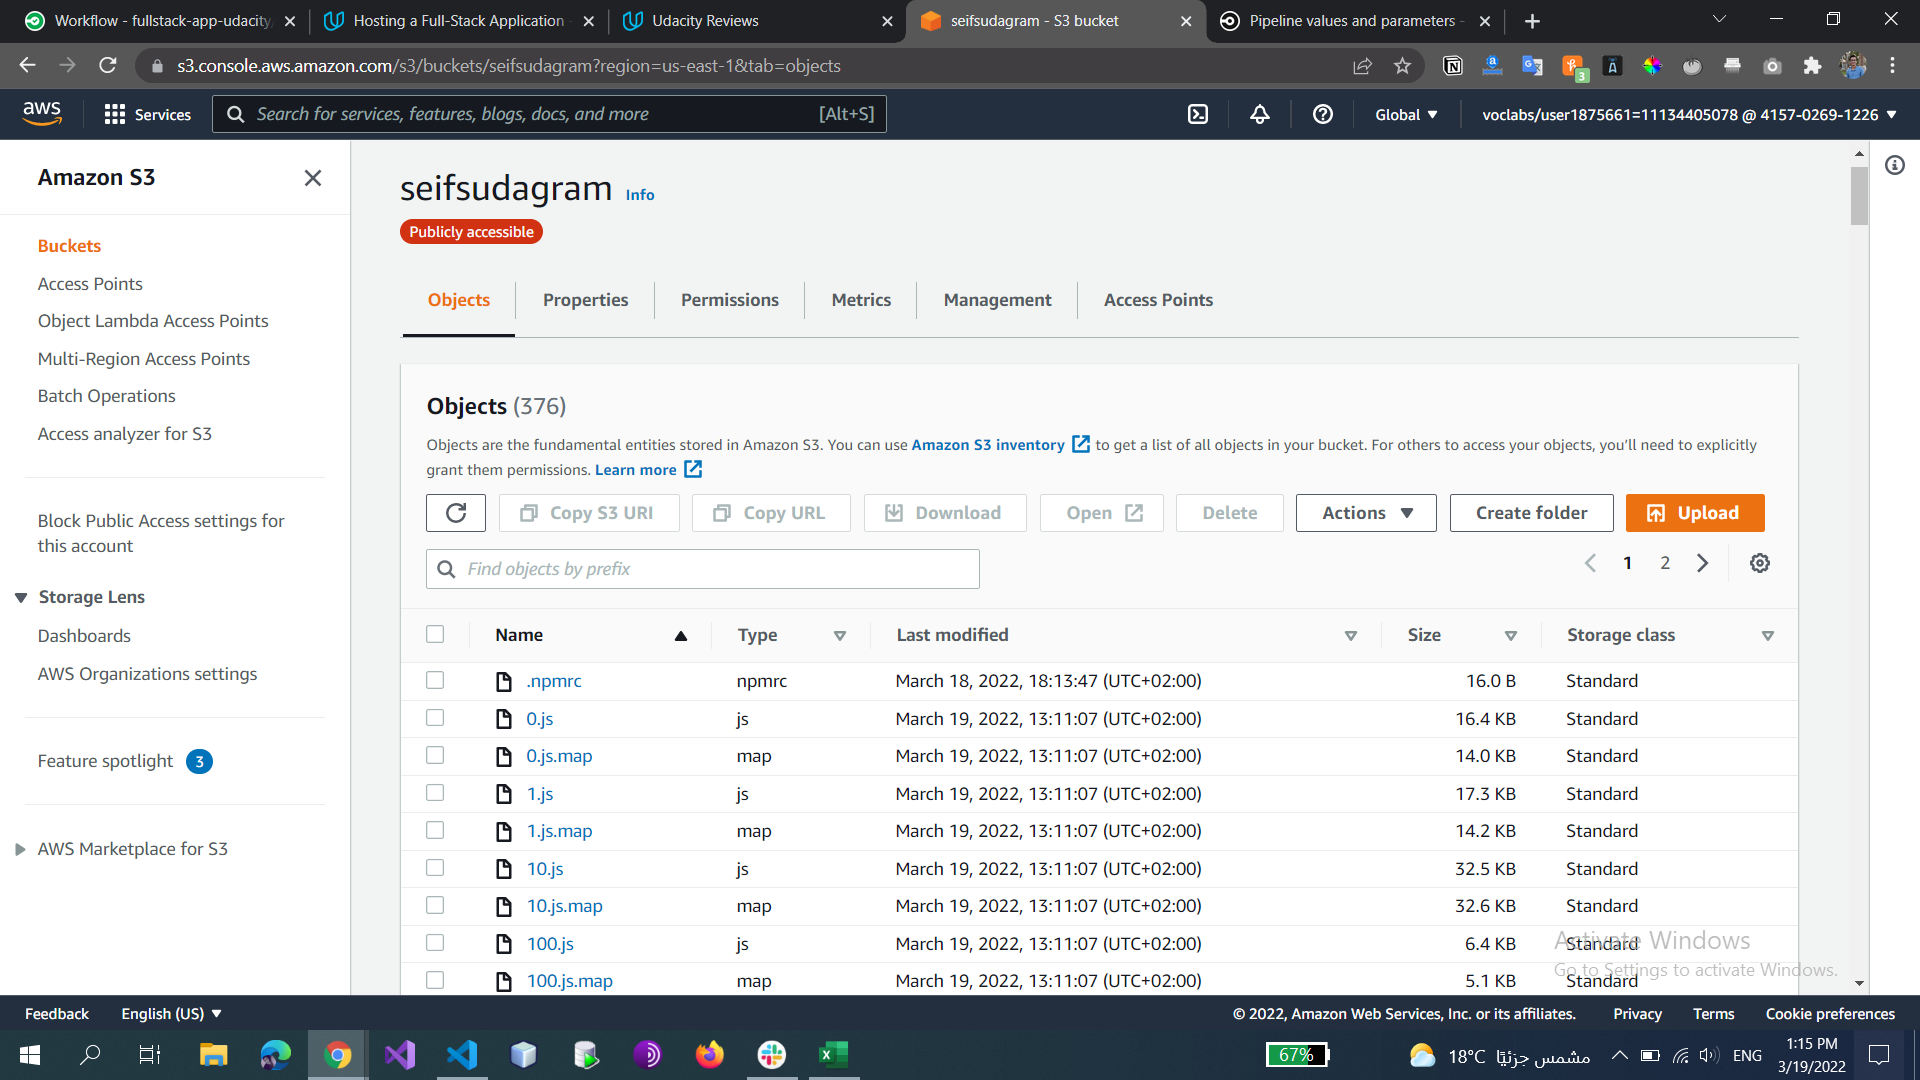 Workflow - fullstack-app-udacity
Hosting a Full-Stack Application
Udacity Reviews
seifsudagram - S3 bucket
Pipeline values and parameters -
s3.console.aws.amazon.com/s3/buckets/seifsudagram?region=us-east-1&tab=objects
3
aws
Services
Search for services, features, blogs, docs, and more
[Alt+S]
Global
voclabs/user1875661=11134405078 @ 4157-0269-1226
Amazon S3
Buckets
Access Points
Object Lambda Access Points
Multi-Region Access Points
Batch Operations
Access analyzer for S3
Block Public Access settings for
this account
Storage Lens
Dashboards
AWS Organizations settings
Feature spotlight 3
AWS Marketplace for S3
seifsudagram Info
Publicly accessible
Objects
Properties
Permissions
Metrics
Management
Access Points
Objects (376)
Objects are the fundamental entities stored in Amazon S3. You can use Amazon S3 inventory to get a list of all objects in your bucket. For others to access your objects, you'll need to explicitly
grant them permissions. Learn more
Copy S3 URI
Copy URL
Download
Open
Delete
Actions
Create folder
Upload
Find objects by prefix
1 2
Name Type Last modified Size Storage class
.npmrc npmrc March 18, 2022, 18:13:47 (UTC+02:00) 16.0 B Standard
0.js js March 19, 2022, 13:11:07 (UTC+02:00) 16.4 KB Standard
0.js.map map March 19, 2022, 13:11:07 (UTC+02:00) 14.0 KB Standard
1.js js March 19, 2022, 13:11:07 (UTC+02:00) 17.3 KB Standard
1.js.map map March 19, 2022, 13:11:07 (UTC+02:00) 14.2 KB Standard
10.js js March 19, 2022, 13:11:07 (UTC+02:00) 32.5 KB Standard
10.js.map map March 19, 2022, 13:11:07 (UTC+02:00) 32.6 KB Standard
100.js js March 19, 2022, 13:11:07 (UTC+02:00) 6.4 KB Standard
100.js.map map March 19, 2022, 13:11:07 (UTC+02:00) 5.1 KB Standard
Activate Windows
Go to Settings to activate Windows.
Feedback
English (US)
© 2022, Amazon Web Services, Inc. or its affiliates.
Privacy
Terms
Cookie preferences
67%
18°C مشمس جزئيًا
ENG
1:15 PM
3/19/2022